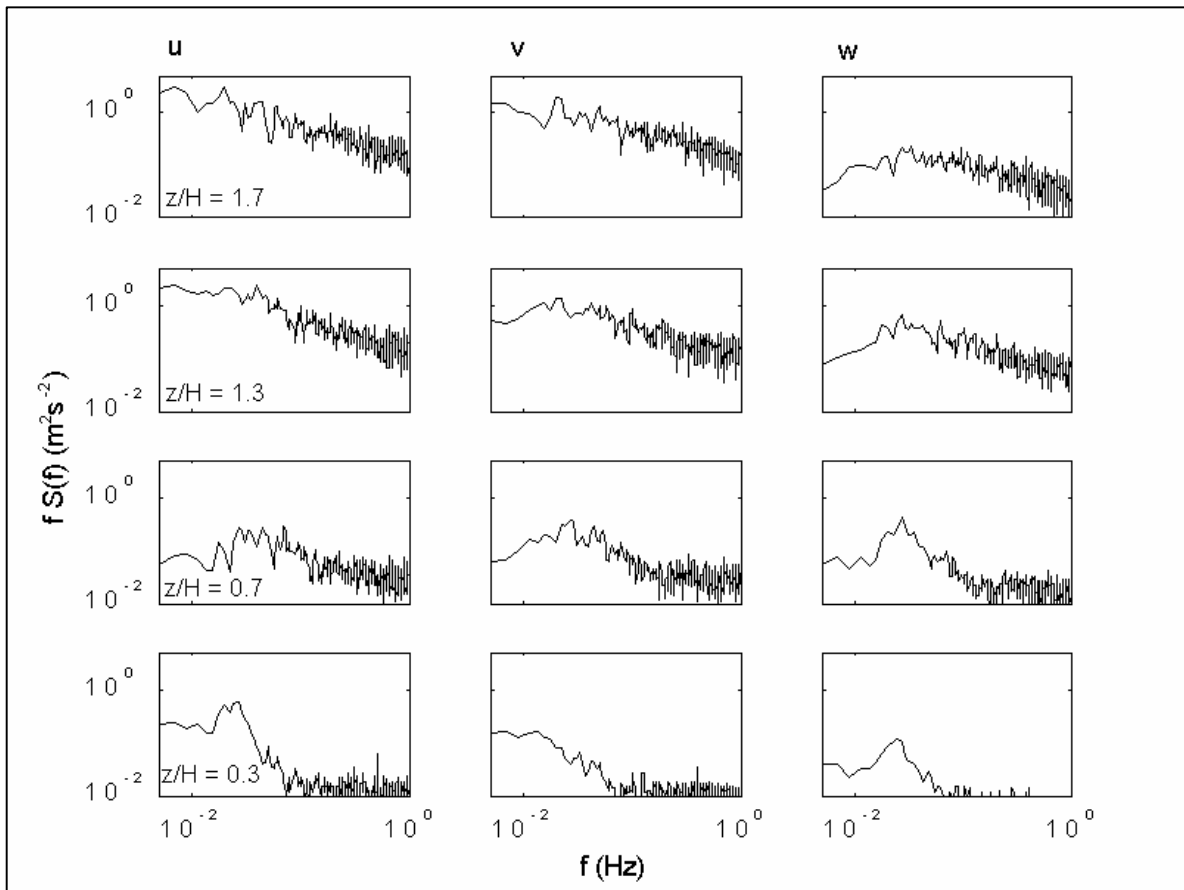 u v w
10⁰
10⁻²
z/H = 1.7
10⁰
10⁻²
z/H = 1.3
f S(f) (m²s⁻²)
10⁰
10⁻²
z/H = 0.7
10⁰
10⁻²
z/H = 0.3
10⁻² 10⁰ 10⁻² 10⁰ 10⁻² 10⁰
f (Hz)